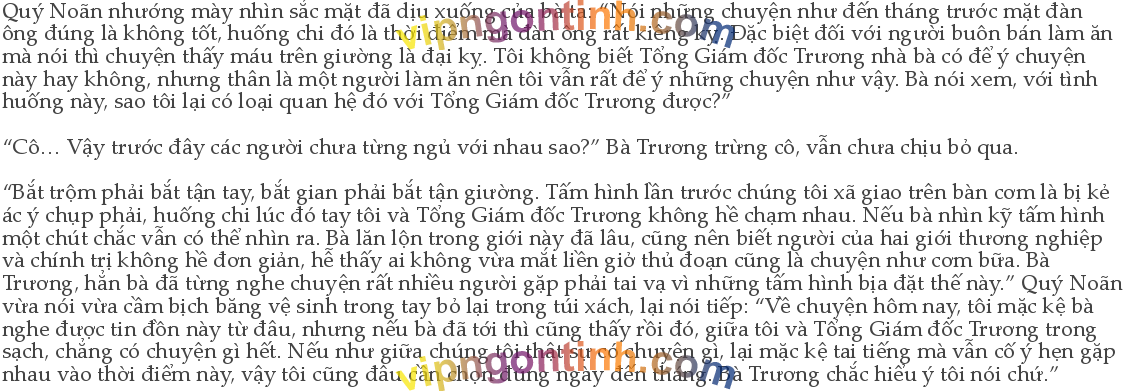 Quý Noãn nhướng mày nhìn sắc mặt đã dịu xuống của bà ta: “Nói những chuyện như đến tháng trước mặt đàn
ông đúng là không tốt, huống chi đó là thời điểm mà đàn ông rất kiêng kỵ. Đặc biệt đối với người buôn bán làm ăn
mà nói thì chuyện thấy máu trên giường là đại kỵ. Tôi không biết Tổng Giám đốc Trương nhà bà có để ý chuyện
này hay không, nhưng thân là một người làm ăn nên tôi vẫn rất để ý những chuyện như vậy. Bà nói xem, với tình
huống này, sao tôi lại có loại quan hệ đó với Tổng Giám đốc Trương được?”
“Cô… Vậy trước đây các người chưa từng ngủ với nhau sao?” Bà Trương trừng cô, vẫn chưa chịu bỏ qua.
“Bắt trộm phải bắt tận tay, bắt gian phải bắt tận giường. Tấm hình lần trước chúng tôi xã giao trên bàn cơm là bị kẻ
ác ý chụp phải, huống chi lúc đó tay tôi và Tổng Giám đốc Trương không hề chạm nhau. Nếu bà nhìn kỹ tấm hình
một chút chắc vẫn có thể nhìn ra. Bà lăn lộn trong giới này đã lâu, cũng nên biết người của hai giới thương nghiệp
và chính trị không hề đơn giản, hễ thấy ai không vừa mắt liền giở thủ đoạn cũng là chuyện như cơm bữa. Bà
Trương, hẳn bà đã từng nghe chuyện rất nhiều người gặp phải tai vạ vì những tấm hình bịa đặt thế này.” Quý Noãn
vừa nói vừa cầm bịch băng vệ sinh trong tay bỏ lại trong túi xách, lại nói tiếp: “Về chuyện hôm nay, tôi mặc kệ bà
nghe được tin đồn này từ đâu, nhưng nếu bà đã tới thì cũng thấy rồi đó, giữa tôi và Tổng Giám đốc Trương trong
sạch, chẳng có chuyện gì hết. Nếu như giữa chúng tôi thật sự có chuyện gì, lại mặc kệ tai tiếng mà vẫn cố ý hẹn gặp
nhau vào thời điểm này, vậy tôi cũng đâu cần chọn đúng ngày đến tháng. Bà Trương chắc hiểu ý tôi nói chứ.”
vipngontinh.com
vipngontinh.com